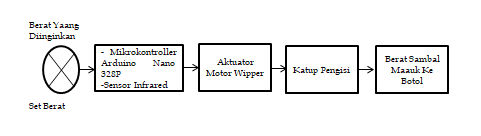 Berat Yaang
Diinginkan
- Mikrokontroller
Arduino Nano
328P
-Sensor Infrared
Aktuator
Motor Wipper
Katup Pengisi
Berat Sambal
Maauk Ke
Botol
Set Berat